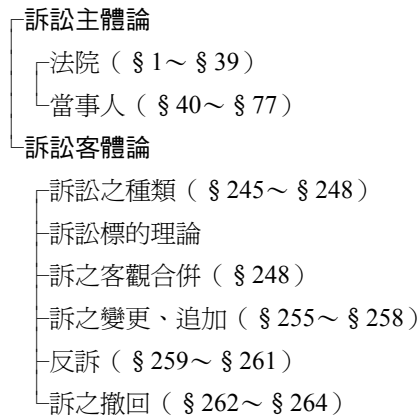 訴訟主體論
法院（§1～§39）
當事人（§40～§77）
訴訟客體論
訴訟之種類（§245～§248）
訴訟標的理論
訴之客觀合併（§248）
訴之變更、追加（§255～§258）
反訴（§259～§261）
訴之撤回（§262～§264）